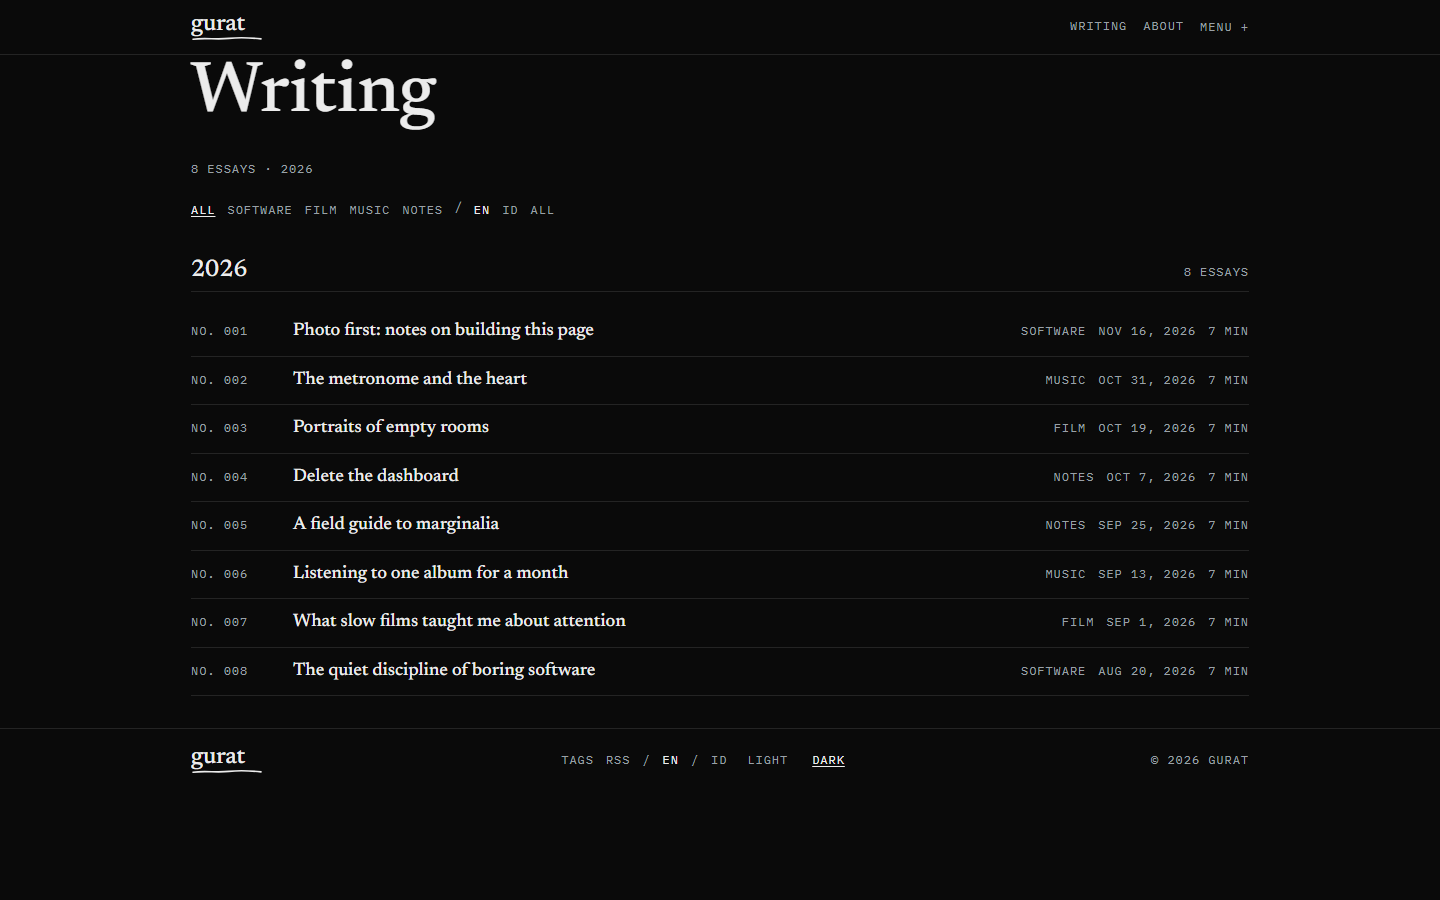 gurat WRITING ABOUT MENU +
Writing
8 ESSAYS · 2026
ALL SOFTWARE FILM MUSIC NOTES / EN ID ALL
2026 8 ESSAYS
NO. 001 Photo first: notes on building this page SOFTWARE NOV 16, 2026 7 MIN
NO. 002 The metronome and the heart MUSIC OCT 31, 2026 7 MIN
NO. 003 Portraits of empty rooms FILM OCT 19, 2026 7 MIN
NO. 004 Delete the dashboard NOTES OCT 7, 2026 7 MIN
NO. 005 A field guide to marginalia NOTES SEP 25, 2026 7 MIN
NO. 006 Listening to one album for a month MUSIC SEP 13, 2026 7 MIN
NO. 007 What slow films taught me about attention FILM SEP 1, 2026 7 MIN
NO. 008 The quiet discipline of boring software SOFTWARE AUG 20, 2026 7 MIN
gurat TAGS RSS / EN / ID LIGHT DARK © 2026 GURAT